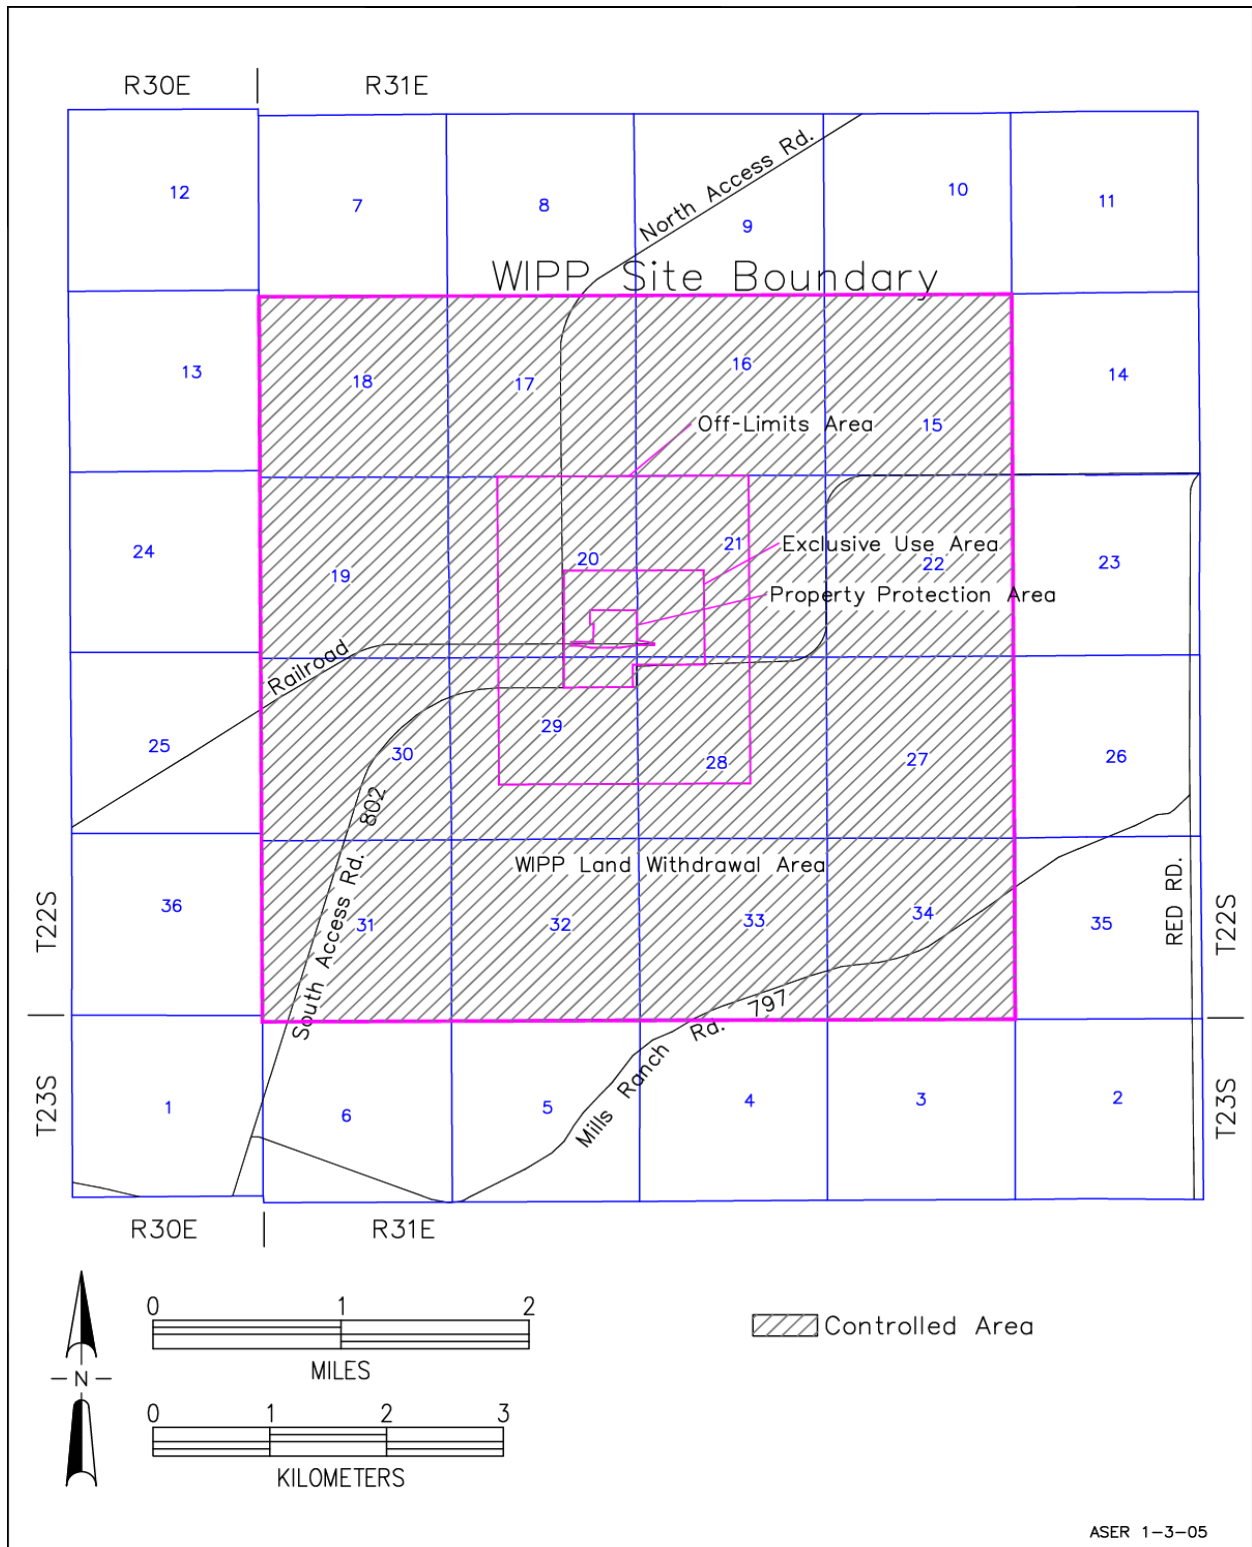 R30E R31E
North Access Rd.
12 7 8 9 10 11
WIPP Site Boundary
13 18 17 16 15 14
Off-Limits Area
24 19 20 21 22 23
Exclusive Use Area
Property Protection Area
Railroad
25 30 29 28 27 26
South Access Rd. 802
WIPP Land Withdrawal Area
36 31 32 33 34 35
RED RD.
T22S T22S
Mills Ranch Rd. 797
T23S T23S
1 6 5 4 3 2
R30E R31E
0 1 2
MILES
N
0 1 2 3
KILOMETERS
Controlled Area
ASER 1-3-05